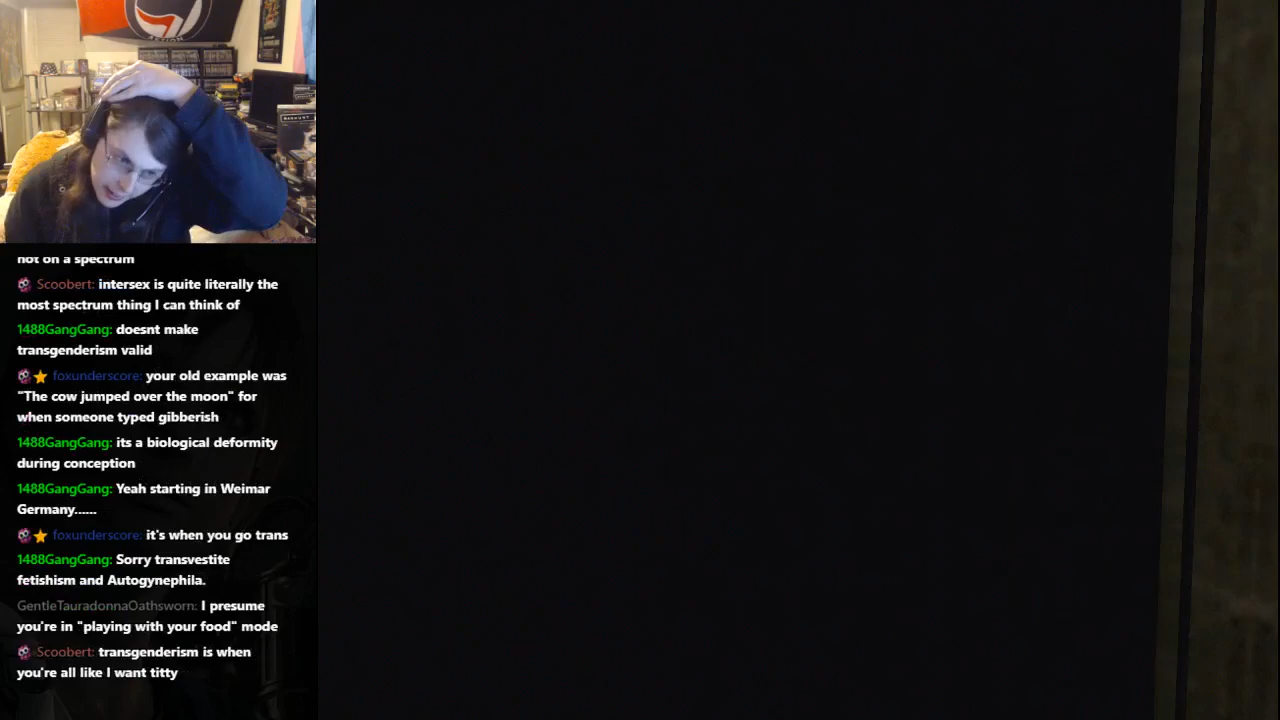 ACTION
not on a spectrum
Scoobert: intersex is quite literally the
most spectrum thing I can think of
1488GangGang: doesnt make
transgenderism valid
foxunderscore: your old example was
"The cow jumped over the moon" for
when someone typed gibberish
1488GangGang: its a biological deformity
during conception
1488GangGang: Yeah starting in Weimar
Germany......
foxunderscore: it's when you go trans
1488GangGang: Sorry transvestite
fetishism and Autogynephila.
GentleTauradonnaOathsworn: I presume
you're in "playing with your food" mode
Scoobert: transgenderism is when
you're all like I want titty